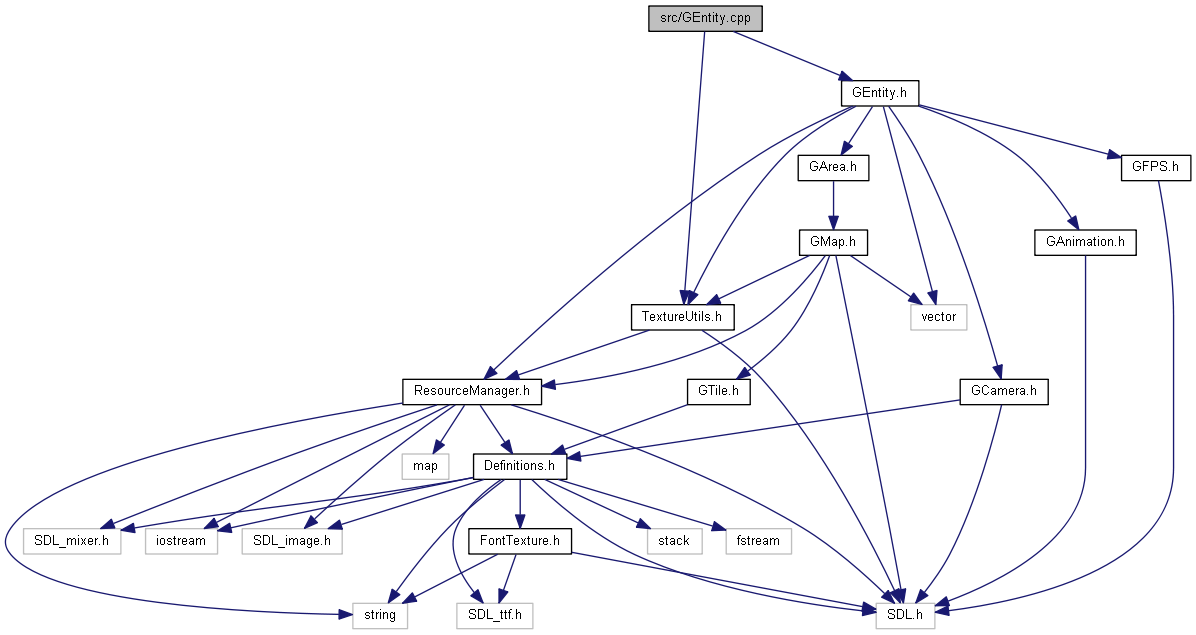 src/GEntity.cpp
GEntity.h
GArea.h
GFPS.h
GMap.h
GAnimation.h
TextureUtils.h
vector
ResourceManager.h
GTile.h
GCamera.h
map
Definitions.h
SDL_mixer.h
iostream
SDL_image.h
FontTexture.h
stack
fstream
string
SDL_ttf.h
SDL.h